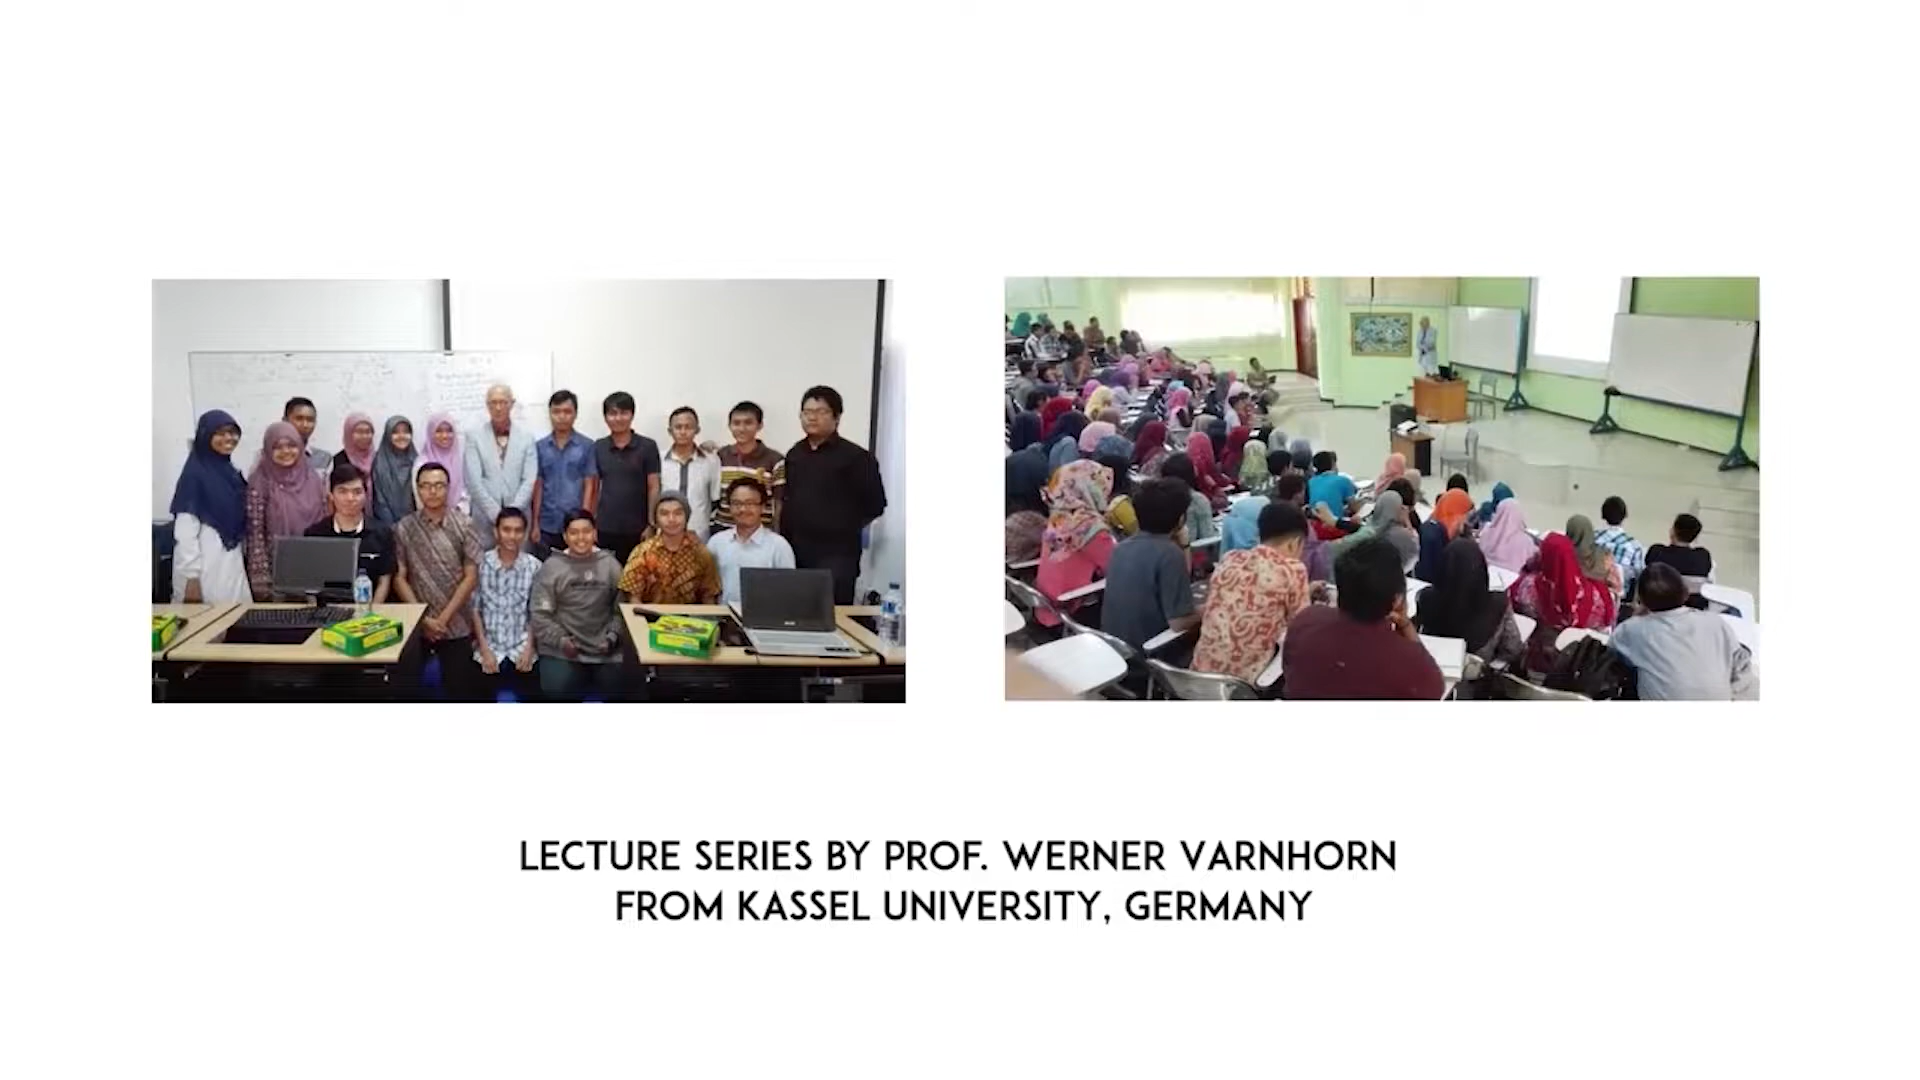 LECTURE SERIES BY PROF. WERNER VARNHORN
FROM KASSEL UNIVERSITY, GERMANY